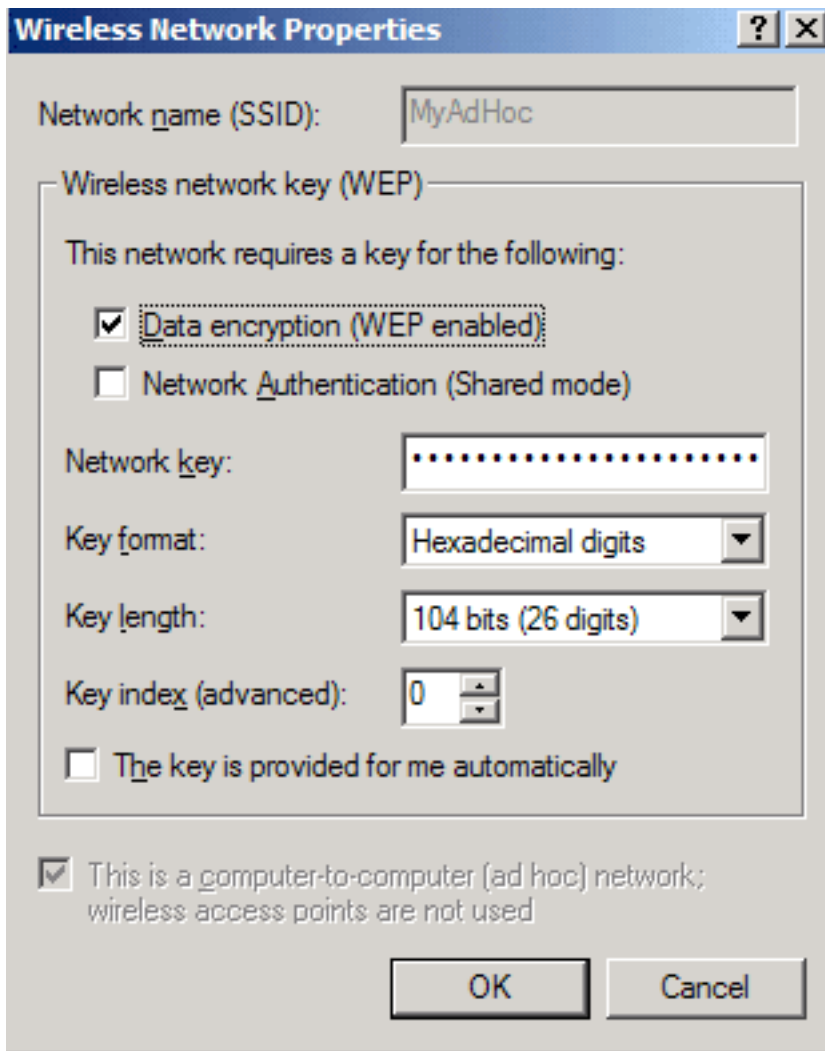 Wireless Network Properties
Network name (SSID):
MyAdHoc
Wireless network key (WEP)
This network requires a key for the following:
Data encryption (WEP enabled)
Network Authentication (Shared mode)
Network key:
Key format:
Hexadecimal digits
Key length:
104 bits (26 digits)
Key index (advanced):
0
The key is provided for me automatically
This is a computer-to-computer (ad hoc) network;
wireless access points are not used
OK
Cancel